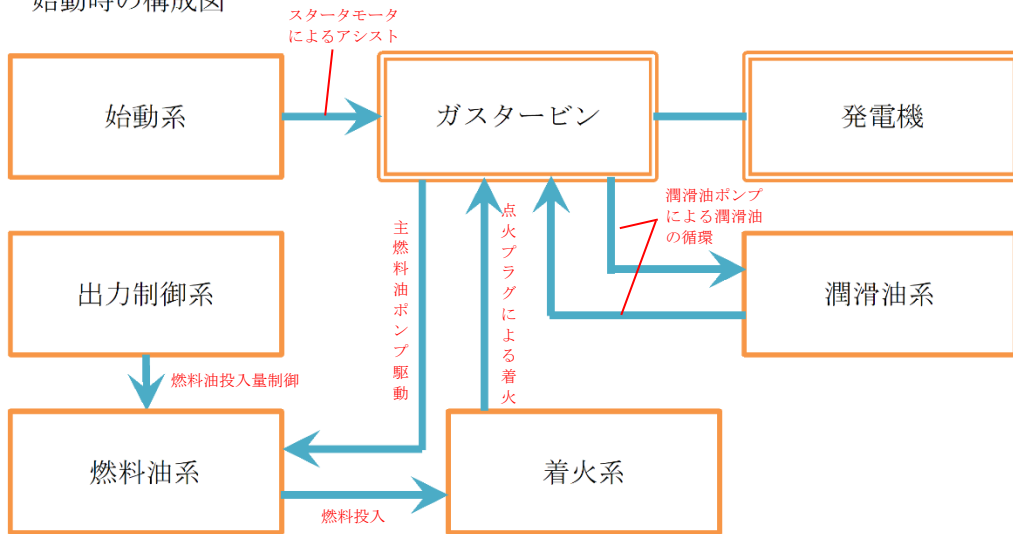 始動時の構成図
スタータモータ
によるアシスト
始動系
ガスタービン
発電機
潤滑油ポンプ
による潤滑油
の循環
主燃料油ポンプ駆動
点火プラグによる着火
出力制御系
潤滑油系
燃料油投入量制御
燃料油系
着火系
燃料投入